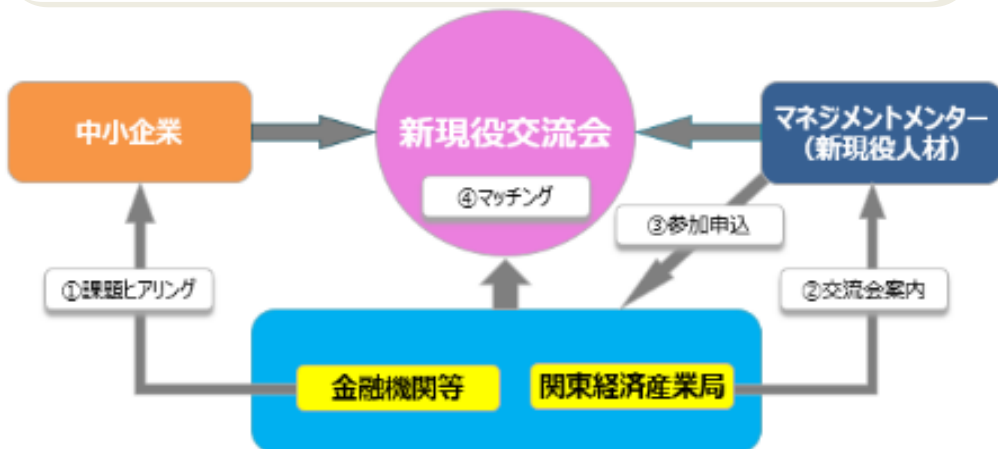 中小企業
新現役交流会
マネジメントメンター
（新現役人材）
④マッチング
③参加申込
①課題ヒアリング
②交流会案内
金融機関等
関東経済産業局